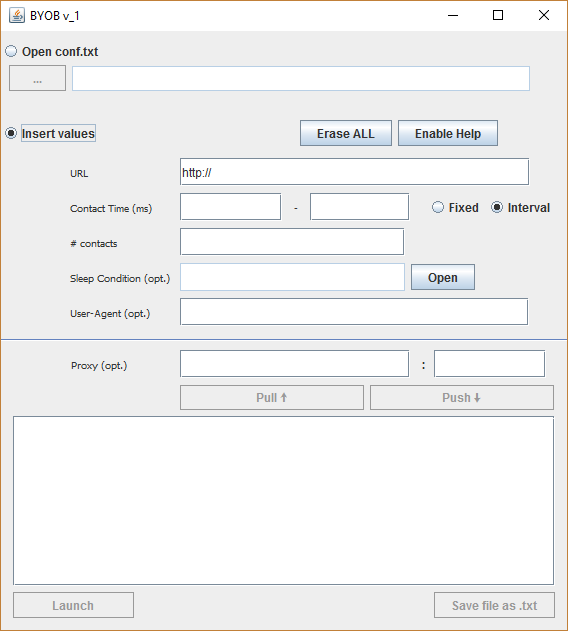 BYOB v_1
Open conf.txt
...
Insert values
Erase ALL
Enable Help
URL
http://
Contact Time (ms)
-
Fixed
Interval
# contacts
Sleep Condition (opt.)
Open
User-Agent (opt.)
Proxy (opt.)
:
Pull ⬆
Push ⬇
Launch
Save file as .txt